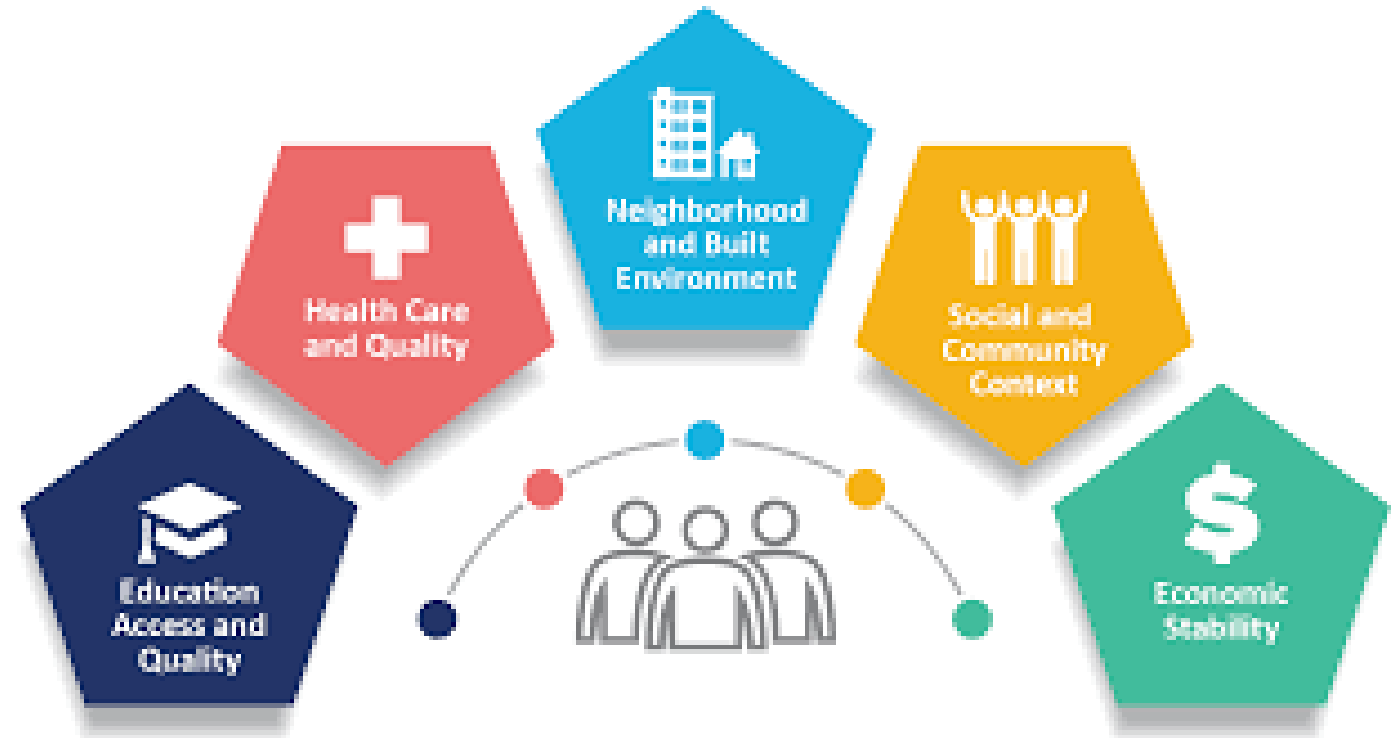 Education
Access and
Quality
Health Care
and Quality
Neighborhood
and Built
Environment
Social and
Community
Context
$
Economic
Stability